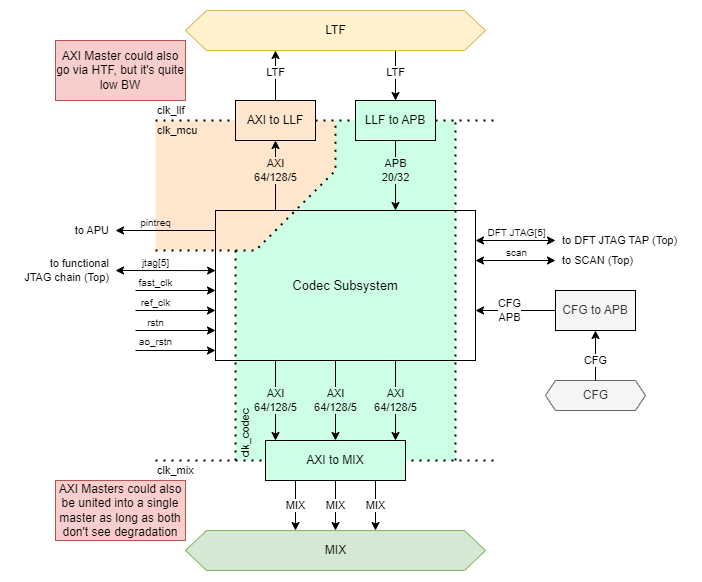 LTF
AXI Master could also
go via HTF, but it's quite
low BW
LTF
LTF
clk_llf
AXI to LLF
LLF to APB
clk_mcu
AXI
64/128/5
APB
20/32
pintreq
to APU
DFT JTAG[5]
to DFT JTAG TAP (Top)
scan
to SCAN (Top)
to functional
JTAG chain (Top)
jtag[5]
fast_clk
ref_clk
rstn
ao_rstn
Codec Subsystem
CFG
APB
CFG to APB
CFG
CFG
AXI
64/128/5
AXI
64/128/5
AXI
64/128/5
clk_codec
AXI to MIX
clk_mix
AXI Masters could also
be united into a single
master as long as both
don't see degradation
MIX
MIX
MIX
MIX